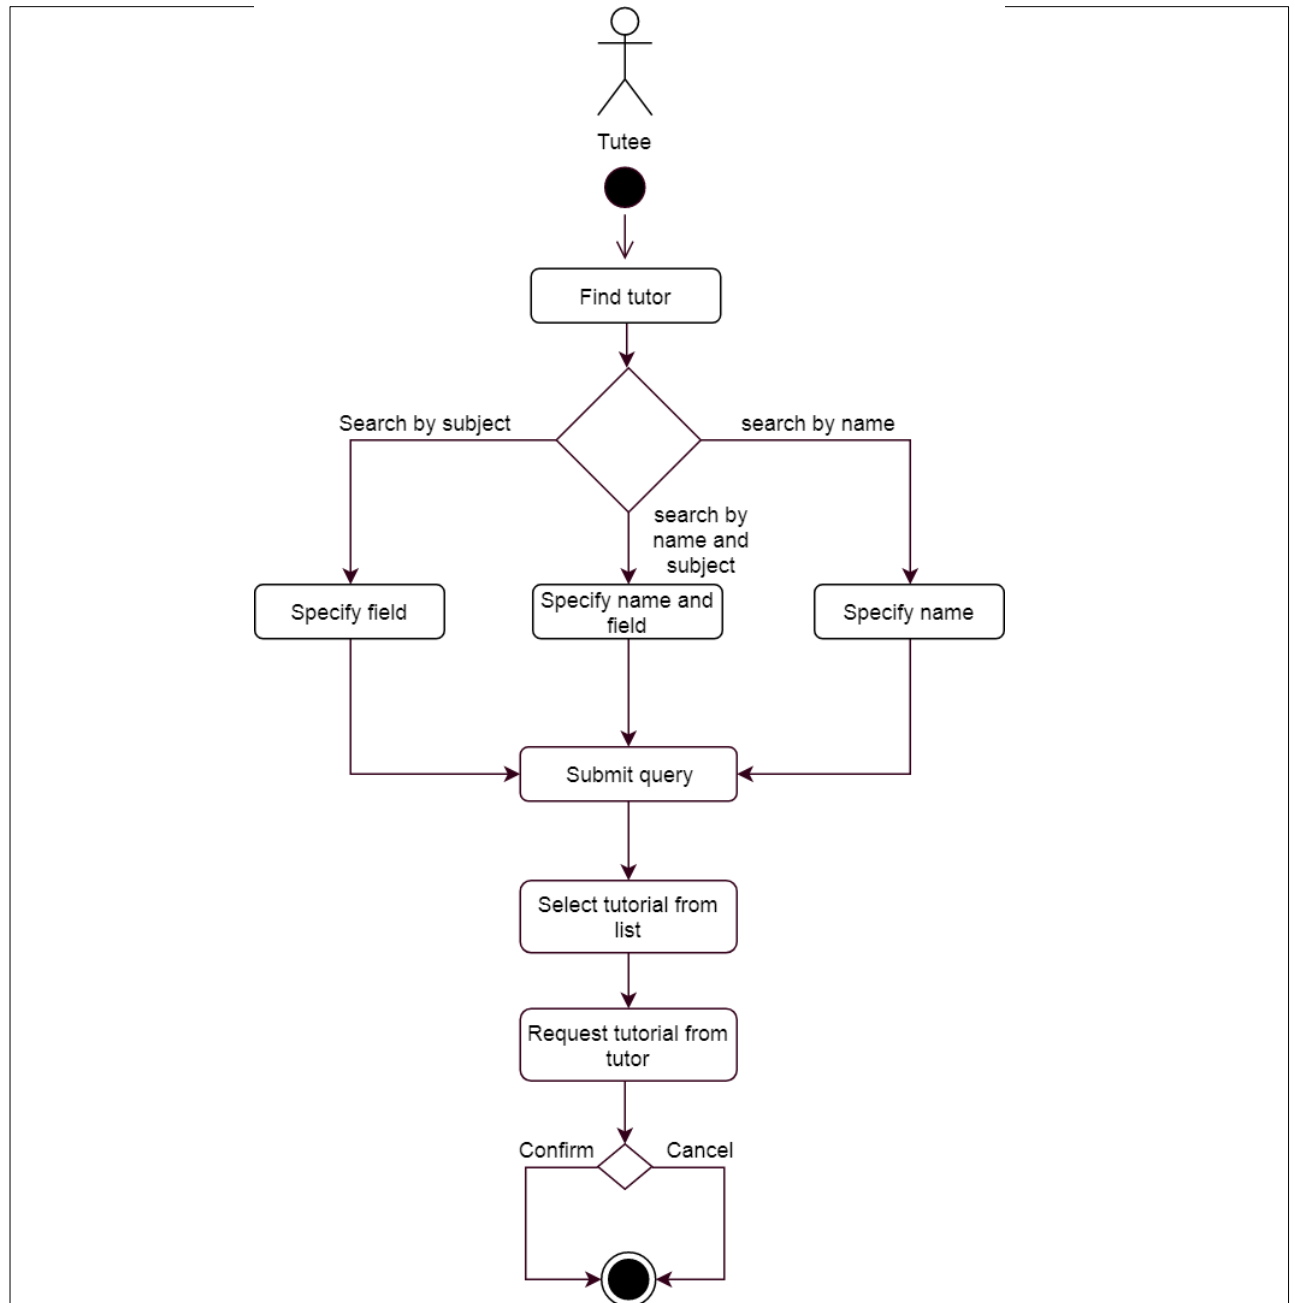 Tutee
Find tutor
Search by subject
search by name
search by
name and
subject
Specify field
Specify name and
field
Specify name
Submit query
Select tutorial from
list
Request tutorial from
tutor
Confirm
Cancel